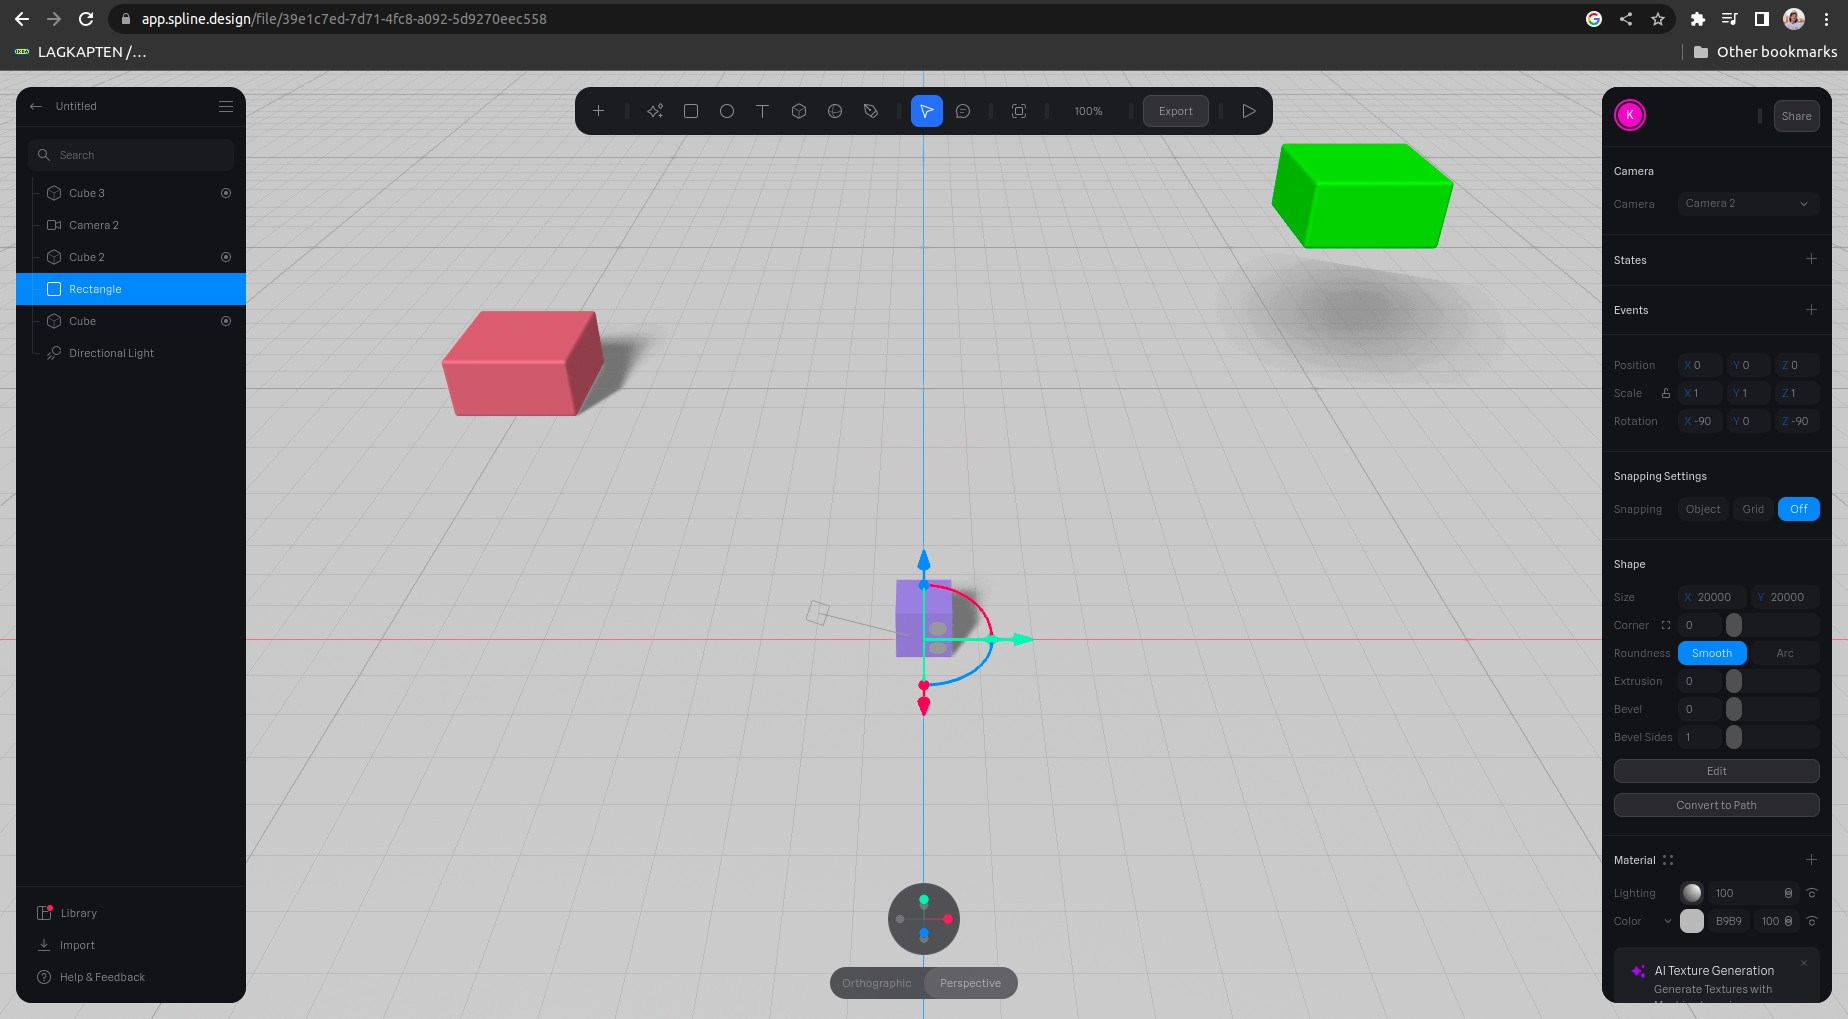 app.spline.design/file/39e1c7ed-7d71-4fc8-a092-5d9270eec558
LAGKAPTEN /...
Other bookmarks
Untitled
Search
Cube 3
Camera 2
Cube 2
Rectangle
Cube
Directional Light
Library
Import
Help & Feedback
100%
Export
Orthographic
Perspective
K
Share
Camera
Camera Camera 2
States
Events
Position X 0 Y 0 Z 0
Scale X 1 Y 1 Z 1
Rotation X -90 Y 0 Z -90
Snapping Settings
Snapping Object Grid Off
Shape
Size X 20000 Y 20000
Corner 0
Roundness Smooth Arc
Extrusion 0
Bevel 0
Bevel Sides 1
Edit
Convert to Path
Material
Lighting 100
Color B9B9 100
AI Texture Generation
Generate Textures with